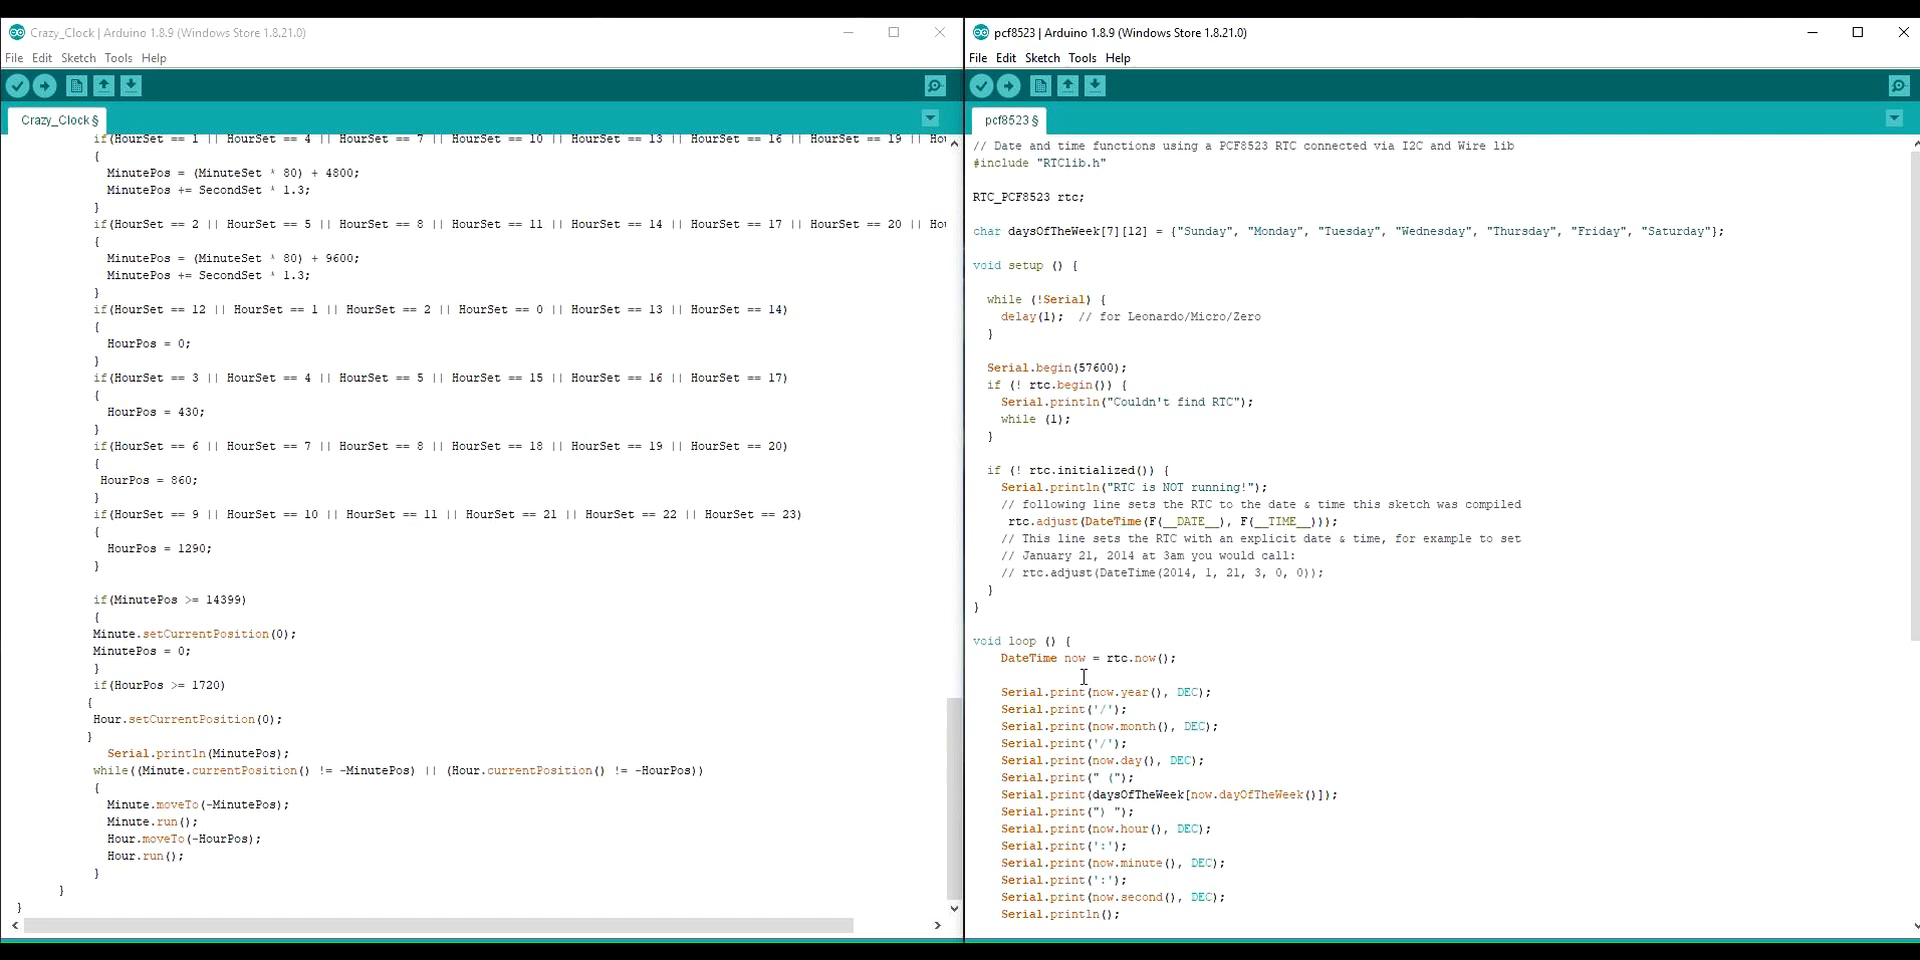 Crazy_Clock | Arduino 1.8.9 (Windows Store 1.8.21.0)
File Edit Sketch Tools Help
Crazy_Clock §
if(HourSet == 1 || HourSet == 4 || HourSet == 7 || HourSet == 10 || HourSet == 13 || HourSet == 16 || HourSet == 19 || Hou
{
MinutePos = (MinuteSet * 80) + 4800;
MinutePos += SecondSet * 1.3;
}
if(HourSet == 2 || HourSet == 5 || HourSet == 8 || HourSet == 11 || HourSet == 14 || HourSet == 17 || HourSet == 20 || Hou
{
MinutePos = (MinuteSet * 80) + 9600;
MinutePos += SecondSet * 1.3;
}
if(HourSet == 12 || HourSet == 1 || HourSet == 2 || HourSet == 0 || HourSet == 13 || HourSet == 14)
{
HourPos = 0;
}
if(HourSet == 3 || HourSet == 4 || HourSet == 5 || HourSet == 15 || HourSet == 16 || HourSet == 17)
{
HourPos = 430;
}
if(HourSet == 6 || HourSet == 7 || HourSet == 8 || HourSet == 18 || HourSet == 19 || HourSet == 20)
{
HourPos = 860;
}
if(HourSet == 9 || HourSet == 10 || HourSet == 11 || HourSet == 21 || HourSet == 22 || HourSet == 23)
{
HourPos = 1290;
}
if(MinutePos >= 14399)
{
Minute.setCurrentPosition(0);
MinutePos = 0;
}
if(HourPos >= 1720)
{
Hour.setCurrentPosition(0);
}
Serial.println(MinutePos);
while((Minute.currentPosition() != -MinutePos) || (Hour.currentPosition() != -HourPos))
{
Minute.moveTo(-MinutePos);
Minute.run();
Hour.moveTo(-HourPos);
Hour.run();
}
}
}
pcf8523 | Arduino 1.8.9 (Windows Store 1.8.21.0)
File Edit Sketch Tools Help
pcf8523 §
// Date and time functions using a PCF8523 RTC connected via I2C and Wire lib
#include "RTClib.h"
RTC_PCF8523 rtc;
char daysOfTheWeek[7][12] = {"Sunday", "Monday", "Tuesday", "Wednesday", "Thursday", "Friday", "Saturday"};
void setup () {
while (!Serial) {
delay(1);  // for Leonardo/Micro/Zero
}
Serial.begin(57600);
if (! rtc.begin()) {
Serial.println("Couldn't find RTC");
while (1);
}
if (! rtc.initialized()) {
Serial.println("RTC is NOT running!");
// following line sets the RTC to the date & time this sketch was compiled
rtc.adjust(DateTime(F(__DATE__), F(__TIME__)));
// This line sets the RTC with an explicit date & time, for example to set
// January 21, 2014 at 3am you would call:
// rtc.adjust(DateTime(2014, 1, 21, 3, 0, 0));
}
}
void loop () {
DateTime now = rtc.now();
Serial.print(now.year(), DEC);
Serial.print('/');
Serial.print(now.month(), DEC);
Serial.print('/');
Serial.print(now.day(), DEC);
Serial.print(" (");
Serial.print(daysOfTheWeek[now.dayOfTheWeek()]);
Serial.print(") ");
Serial.print(now.hour(), DEC);
Serial.print(':');
Serial.print(now.minute(), DEC);
Serial.print(':');
Serial.print(now.second(), DEC);
Serial.println();